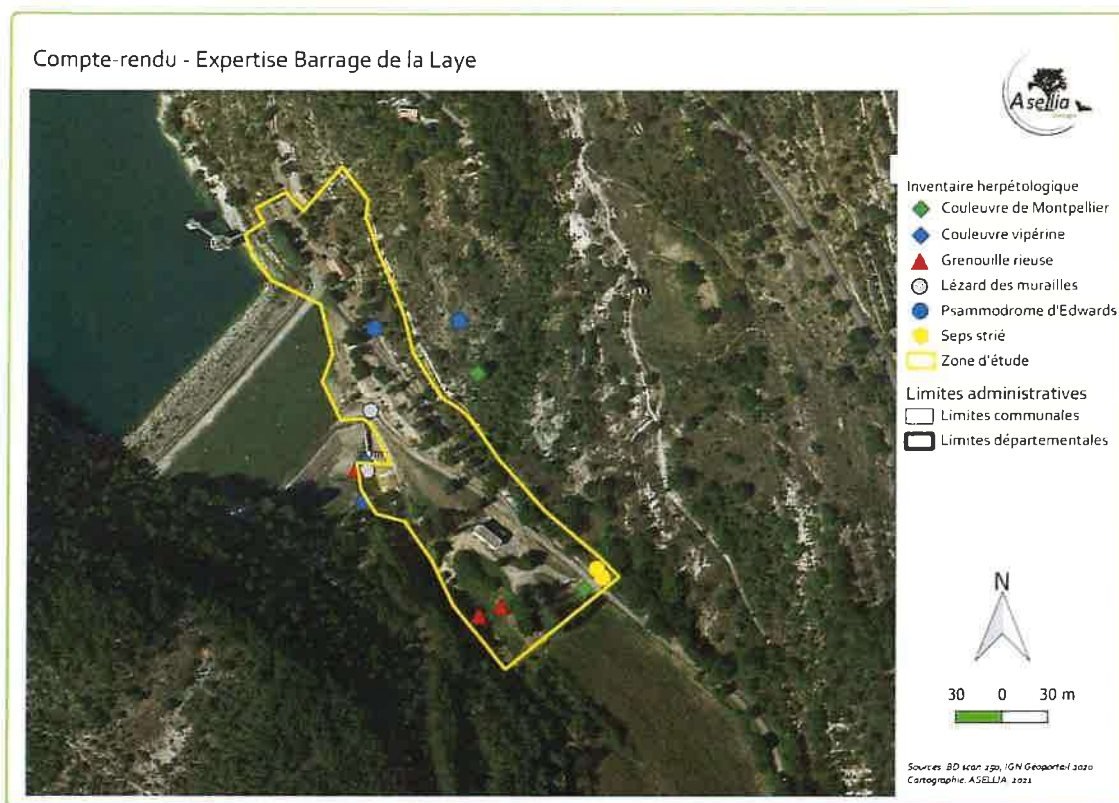 Compte-rendu - Expertise Barrage de la Laye
Asellia
Inventaire herpétologique
Couleuvre de Montpellier
Couleuvre vipérine
Grenouille rieuse
Lézard des murailles
Psammodrome d'Edwards
Seps strié
Zone d'étude
Limites administratives
Limites communales
Limites départementales
N
30 0 30 m
Sources: BD scan 250, IGN Géoportail 2020
Cartographie: ASELLIA, 2021